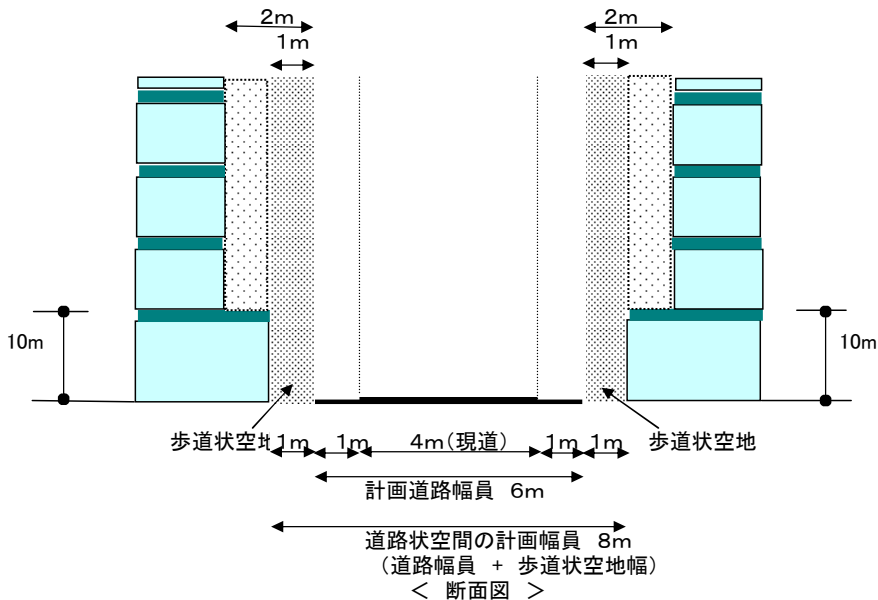 2m
2m
1m
1m
10m
10m
歩道状空地
1m
1m
4m(現道)
1m
1m
歩道状空地
計画道路幅員 6m
道路状空間の計画幅員 8m
(道路幅員 + 歩道状空地幅)
＜ 断面図 ＞